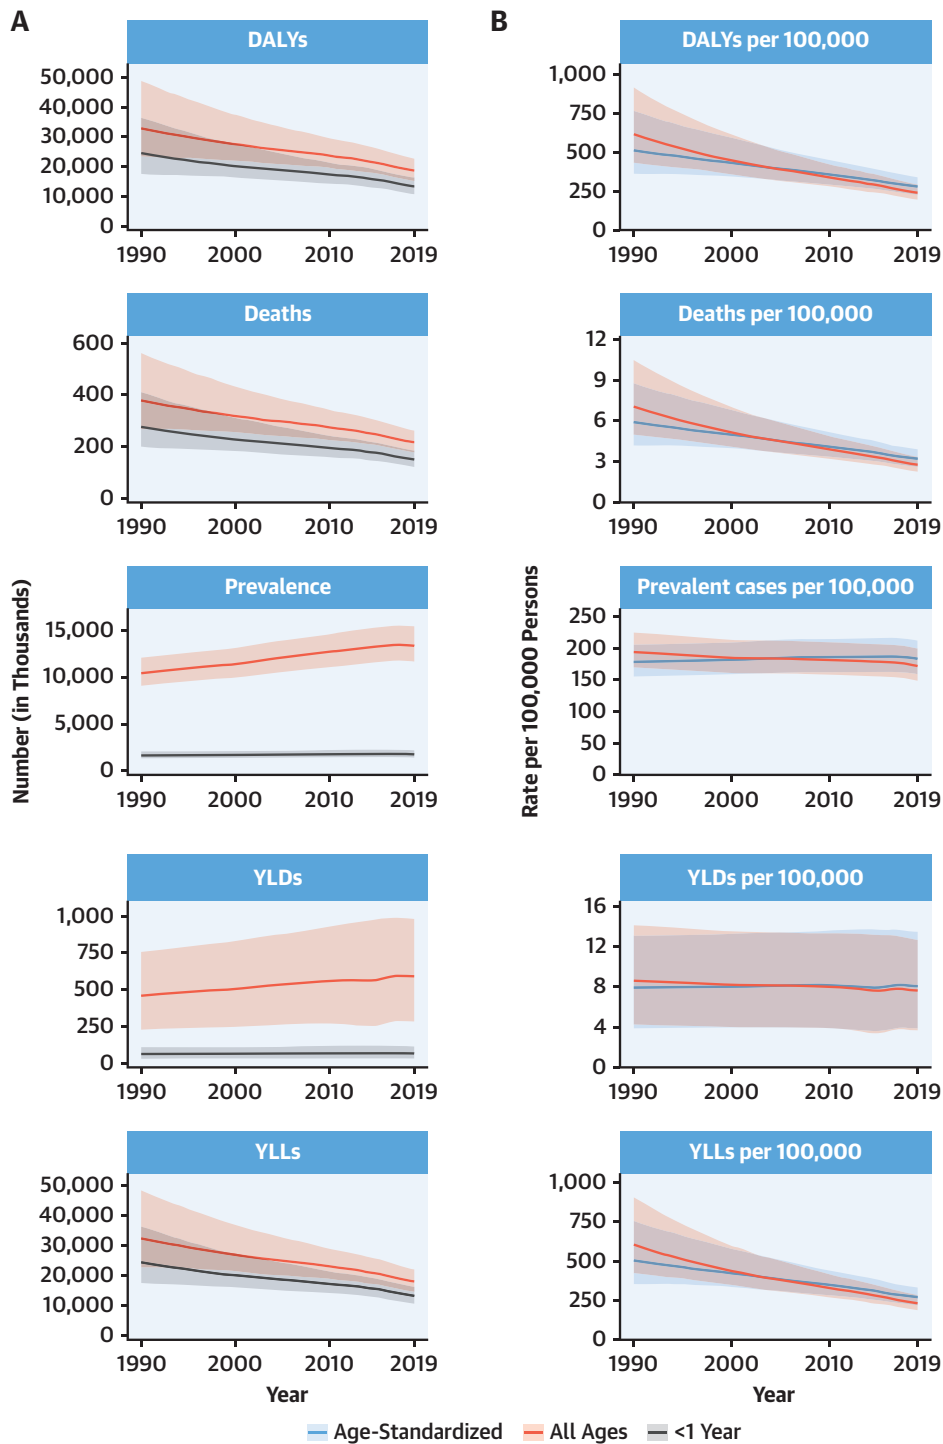 A
DALYs
50,000
40,000
30,000
20,000
10,000
0
1990 2000 2010 2019
Deaths
600
400
200
0
1990 2000 2010 2019
Number (in Thousands)
Prevalence
15,000
10,000
5,000
0
1990 2000 2010 2019
YLDs
1,000
750
500
250
0
1990 2000 2010 2019
YLLs
50,000
40,000
30,000
20,000
10,000
0
1990 2000 2010 2019
Year
B
DALYs per 100,000
1,000
750
500
250
0
1990 2000 2010 2019
Deaths per 100,000
12
9
6
3
0
1990 2000 2010 2019
Rate per 100,000 Persons
Prevalent cases per 100,000
250
200
150
100
50
0
1990 2000 2010 2019
YLDs per 100,000
16
12
8
4
0
1990 2000 2010 2019
YLLs per 100,000
1,000
750
500
250
0
1990 2000 2010 2019
Year
Age-Standardized All Ages <1 Year